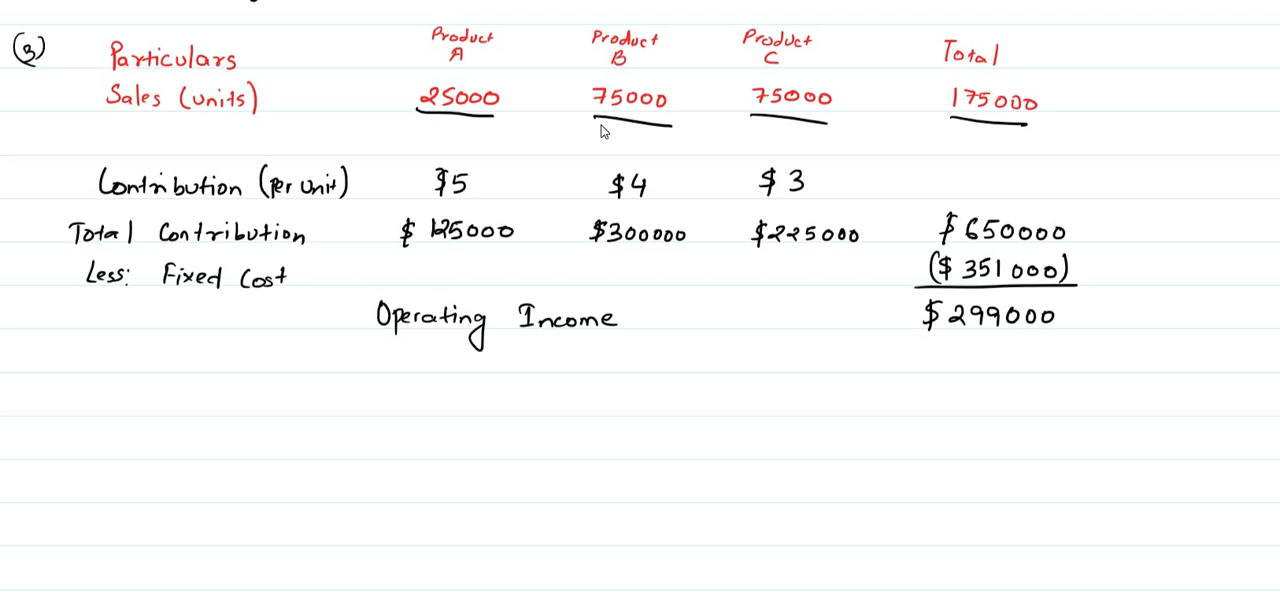 (3) Particulars Product A Product B Product C Total
Sales (units) 25000 75000 75000 175000
Contribution (per unit) $5 $4 $3
Total Contribution $125000 $300000 $225000 $650000
Less: Fixed Cost ($351000)
Operating Income $299000